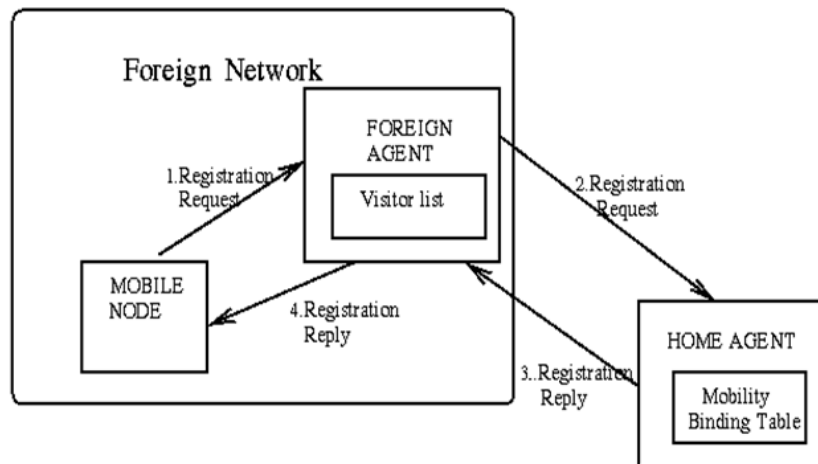 Foreign Network
FOREIGN
AGENT
Visitor list
1.Registration
Request
2.Registration
Request
MOBILE
NODE
4.Registration
Reply
3..Registration
Reply
HOME AGENT
Mobility
Binding Table